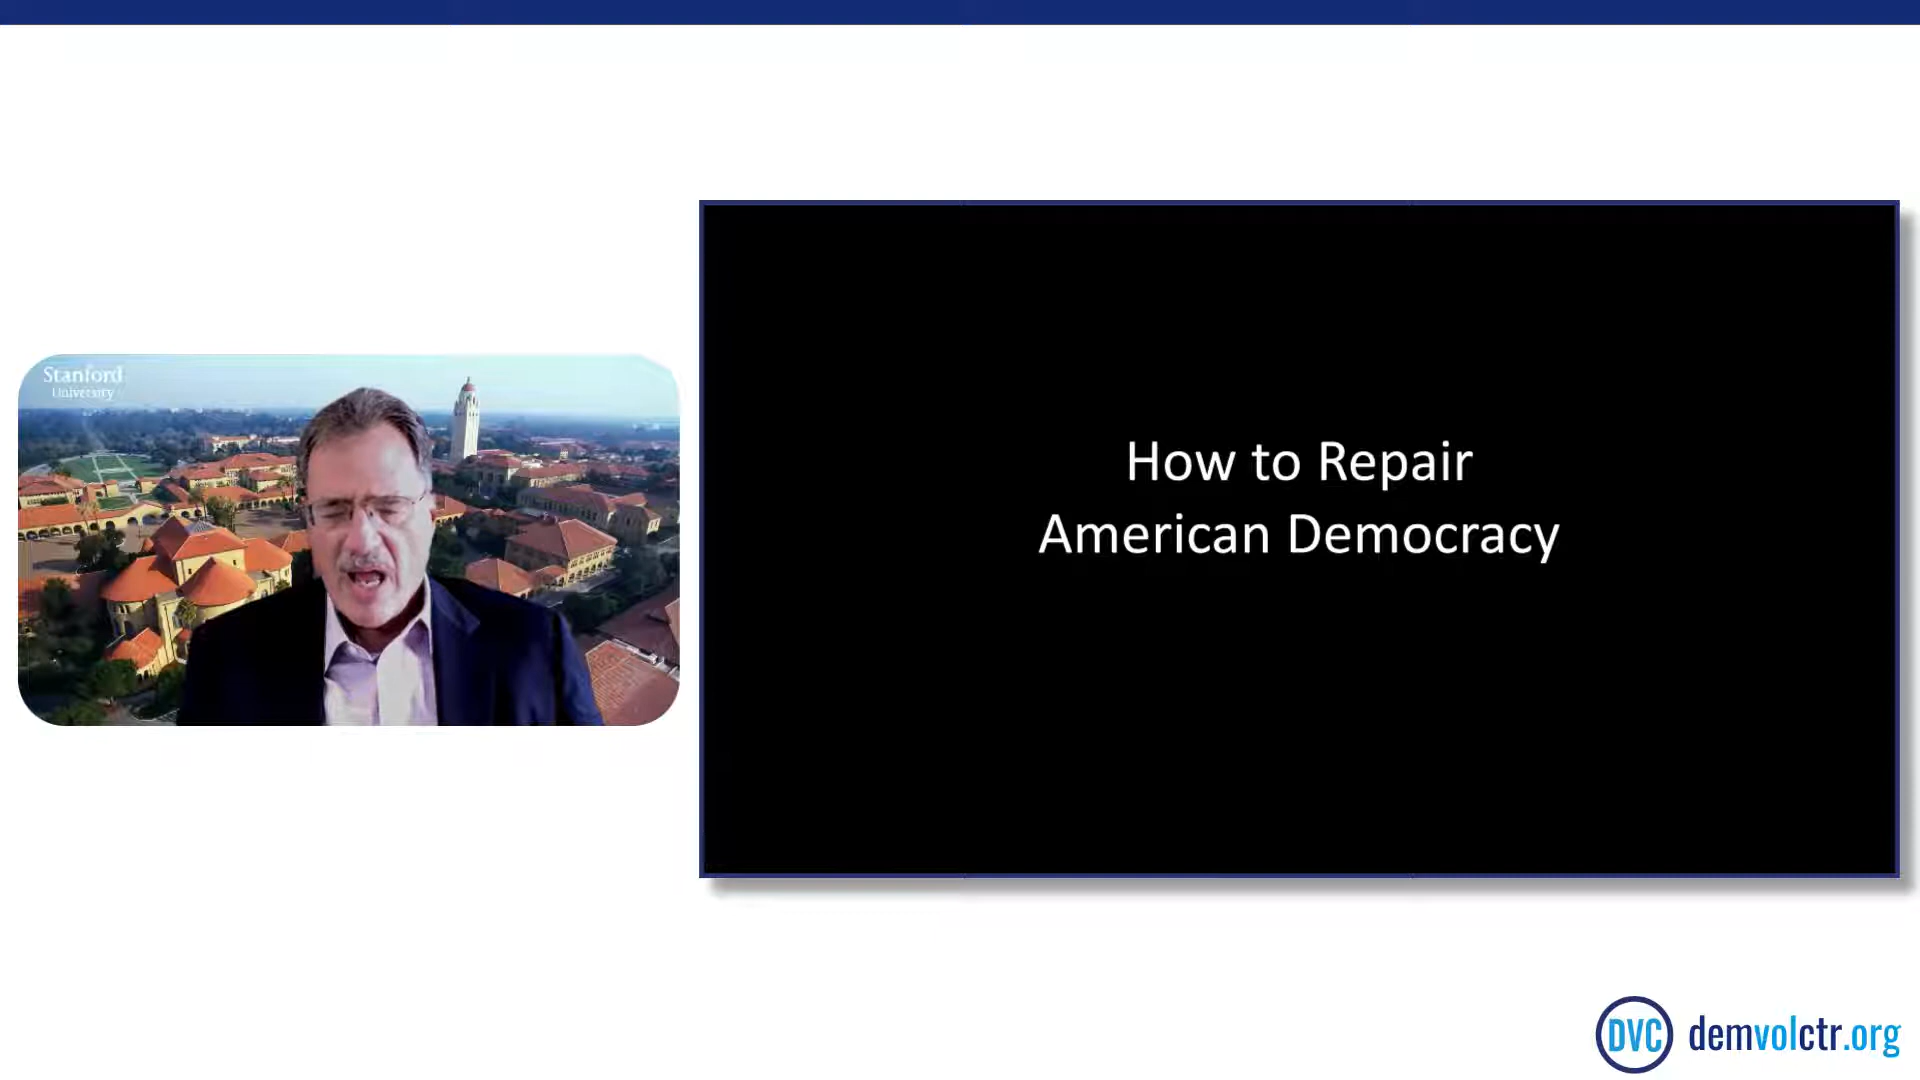 Stanford
University
How to Repair
American Democracy
DVC demvolctr.org